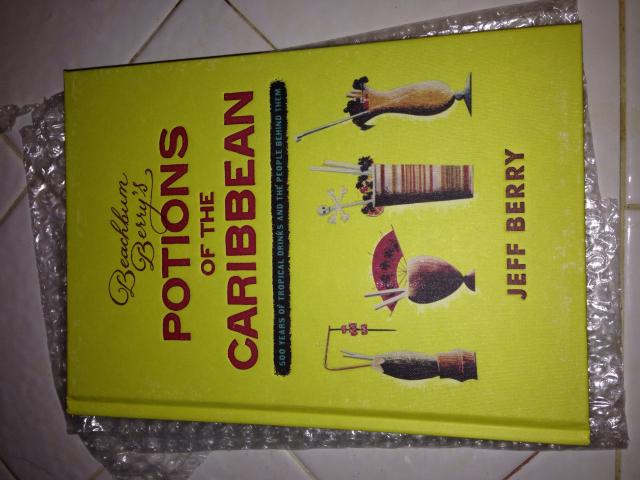 Beachbum
Berry's
POTIONS
OF THE
CARIBBEAN
500 YEARS OF TROPICAL DRINKS AND THE PEOPLE BEHIND THEM
JEFF BERRY